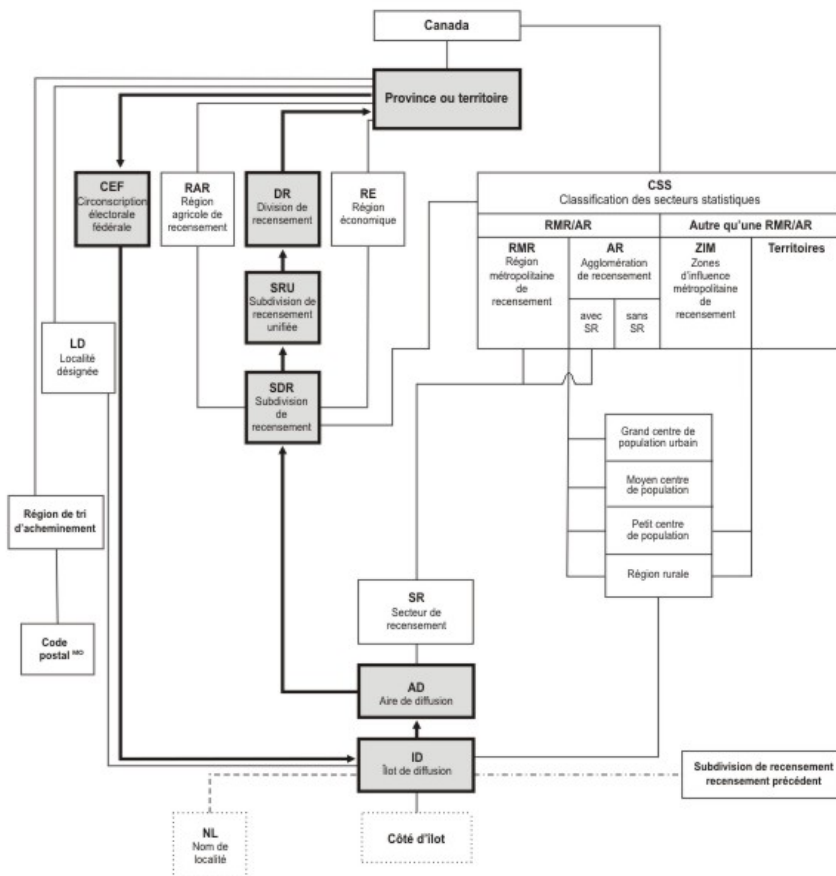 Canada
Province ou territoire
CEF
Circonscription
électorale
fédérale
RAR
Région
agricole de
recensement
DR
Division de
recensement
RE
Région
économique
CSS
Classification des secteurs statistiques
RMR/AR
Autre qu'une RMR/AR
RMR
Région
métropolitaine
de
recensement
AR
Agglomération
de recensement
avec
SR
sans
SR
ZIM
Zones
d'influence
métropolitaine
de
recensement
Territoires
SRU
Subdivision de
recensement
unifiée
LD
Localité
désignée
SDR
Subdivision
de
recensement
Grand centre de
population urbain
Moyen centre
de population
Petit centre
de population
Région rurale
Région de tri
d'acheminement
Code
postal MO
SR
Secteur de
recensement
AD
Aire de diffusion
ID
Îlot de diffusion
Subdivision de recensement
recensement précédent
NL
Nom de
localité
Côté d'îlot